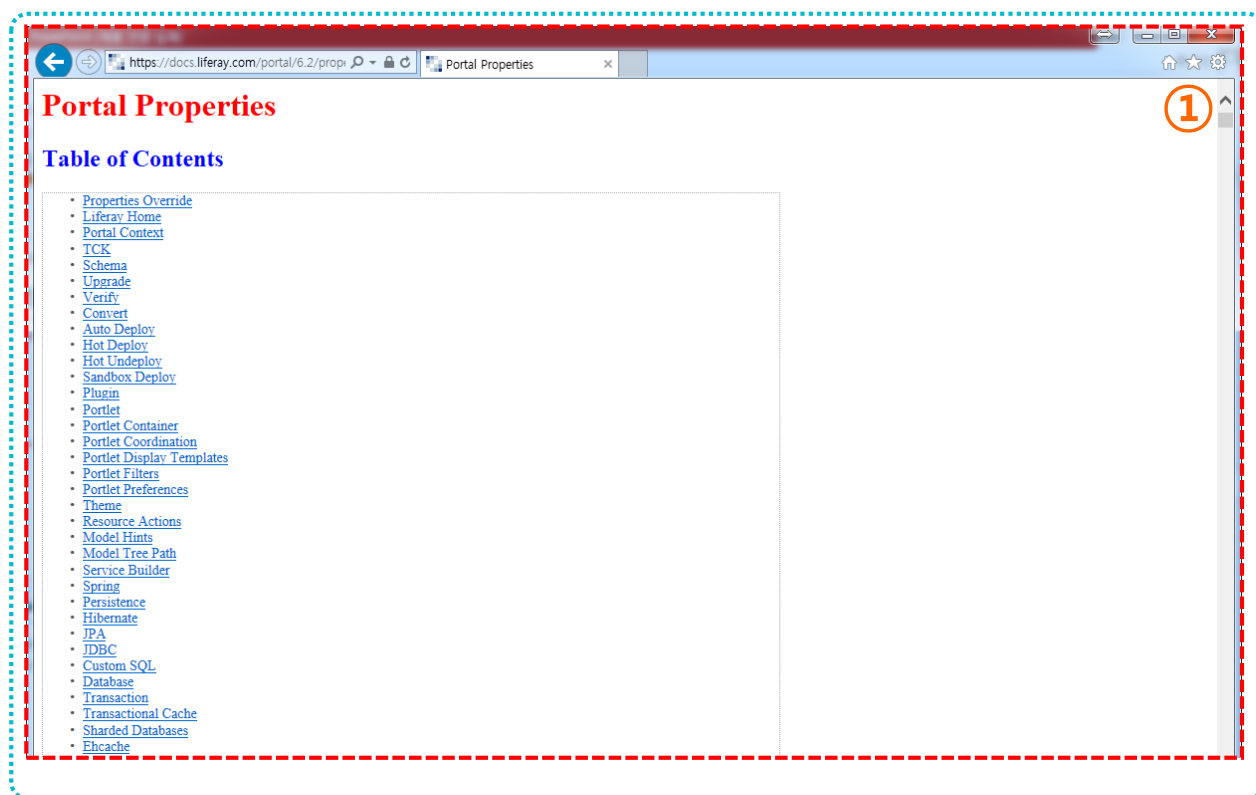 https://docs.liferay.com/portal/6.2/prop
Portal Properties
Portal Properties
①
Table of Contents
• Properties Override
• Liferay Home
• Portal Context
• TCK
• Schema
• Upgrade
• Verify
• Convert
• Auto Deploy
• Hot Deploy
• Hot Undeploy
• Sandbox Deploy
• Plugin
• Portlet
• Portlet Container
• Portlet Coordination
• Portlet Display Templates
• Portlet Filters
• Portlet Preferences
• Theme
• Resource Actions
• Model Hints
• Model Tree Path
• Service Builder
• Spring
• Persistence
• Hibernate
• JPA
• JDBC
• Custom SQL
• Database
• Transaction
• Transactional Cache
• Sharded Databases
• Ehcache